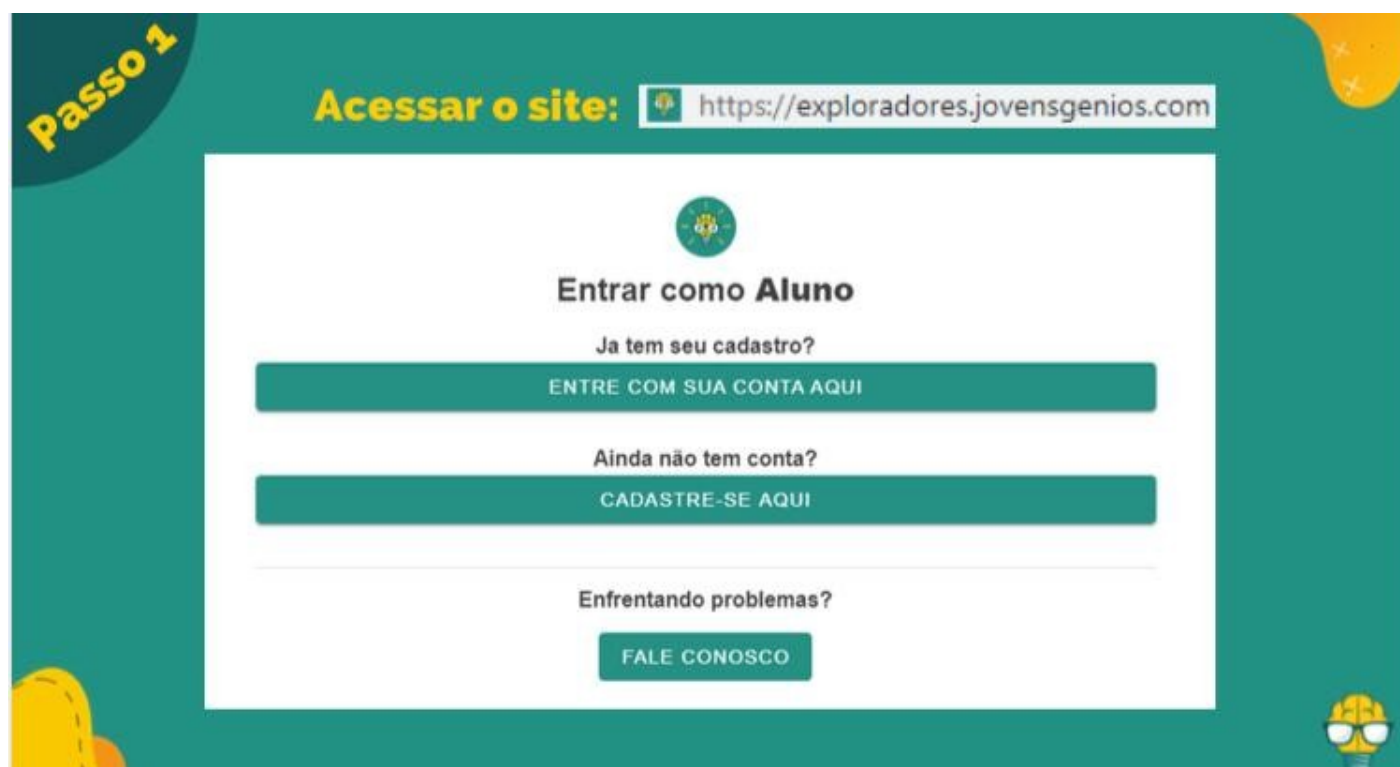 Passo 1
Acessar o site: https://exploradores.jovensgenios.com
Entrar como Aluno
Ja tem seu cadastro?
ENTRE COM SUA CONTA AQUI
Ainda não tem conta?
CADASTRE-SE AQUI
Enfrentando problemas?
FALE CONOSCO